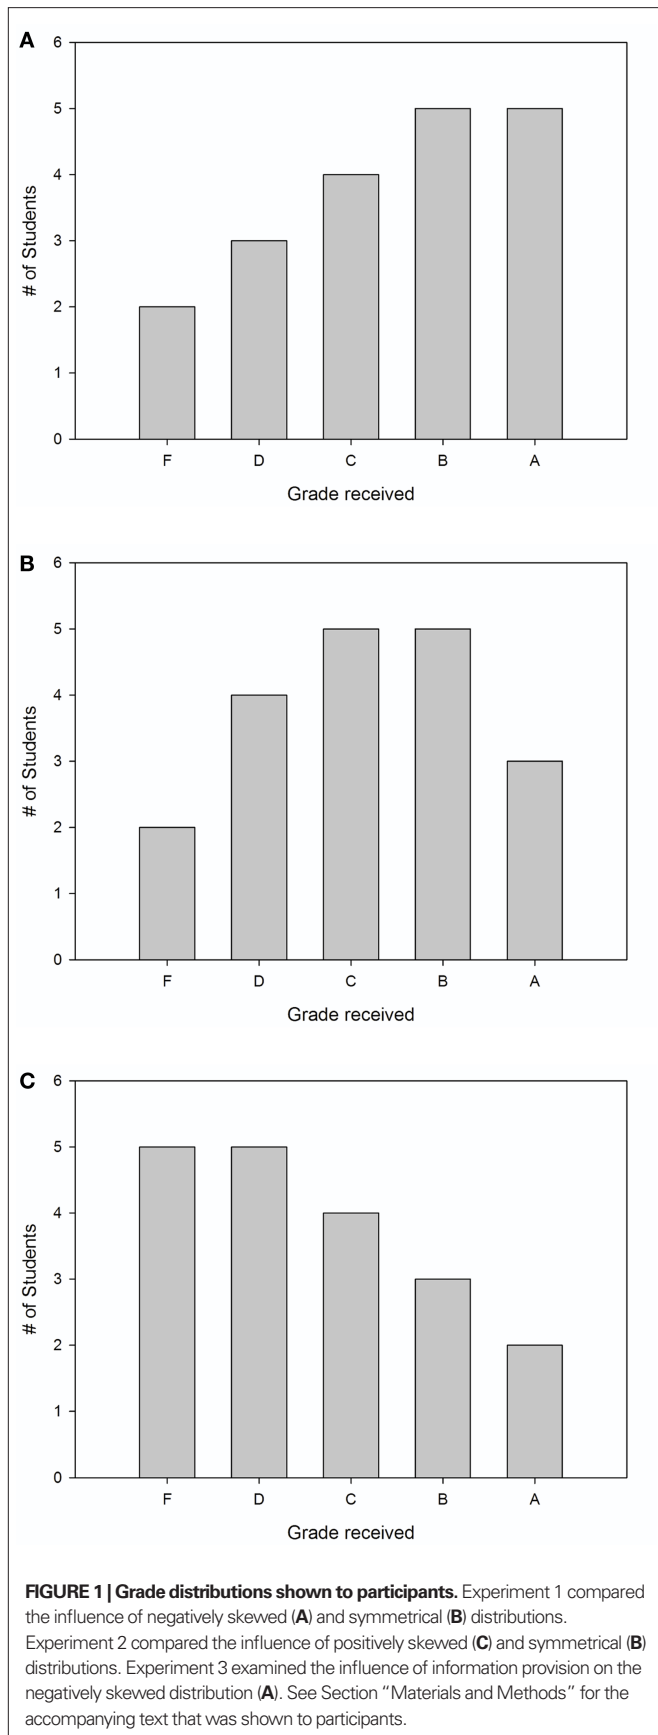 A
6
5
4
3
2
1
0
# of Students
F D C B A
Grade received
B
6
5
4
3
2
1
0
# of Students
F D C B A
Grade received
C
6
5
4
3
2
1
0
# of Students
F D C B A
Grade received
FIGURE 1 | Grade distributions shown to participants. Experiment 1 compared
the influence of negatively skewed (A) and symmetrical (B) distributions.
Experiment 2 compared the influence of positively skewed (C) and symmetrical (B)
distributions. Experiment 3 examined the influence of information provision on the
negatively skewed distribution (A). See Section “Materials and Methods” for the
accompanying text that was shown to participants.